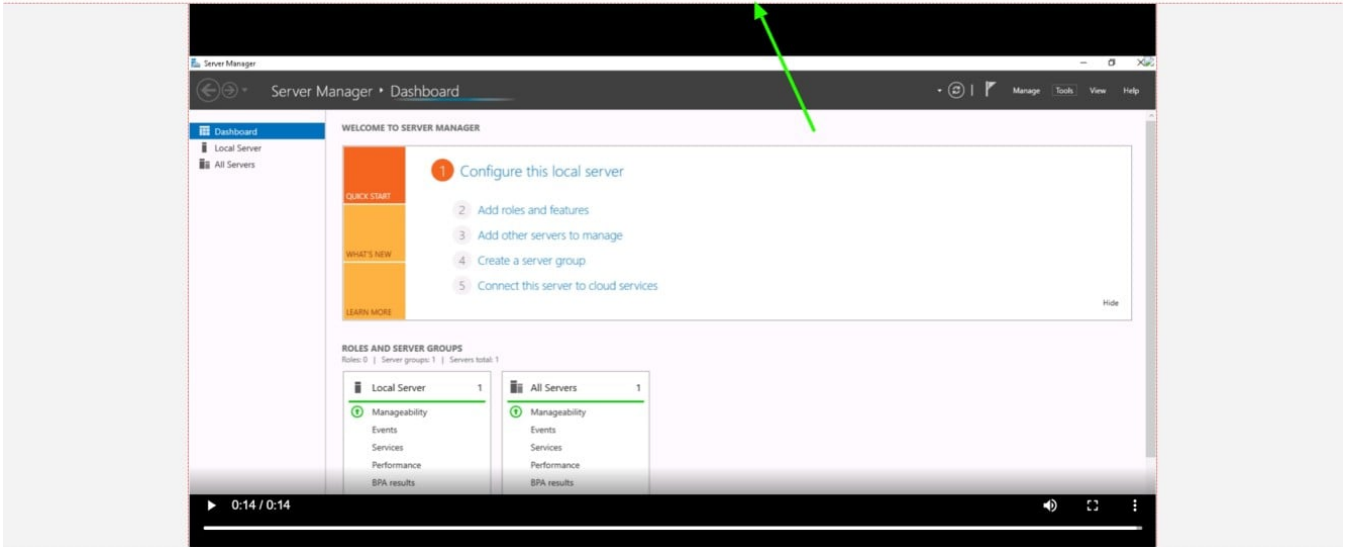 Server Manager
Server Manager • Dashboard
Manage Tools View Help
Dashboard
Local Server
All Servers
WELCOME TO SERVER MANAGER
QUICK START
WHAT'S NEW
LEARN MORE
1 Configure this local server
2 Add roles and features
3 Add other servers to manage
4 Create a server group
5 Connect this server to cloud services
Hide
ROLES AND SERVER GROUPS
Roles: 0 | Server groups: 1 | Servers total: 1
Local Server 1
Manageability
Events
Services
Performance
BPA results
All Servers 1
Manageability
Events
Services
Performance
BPA results
0:14 / 0:14